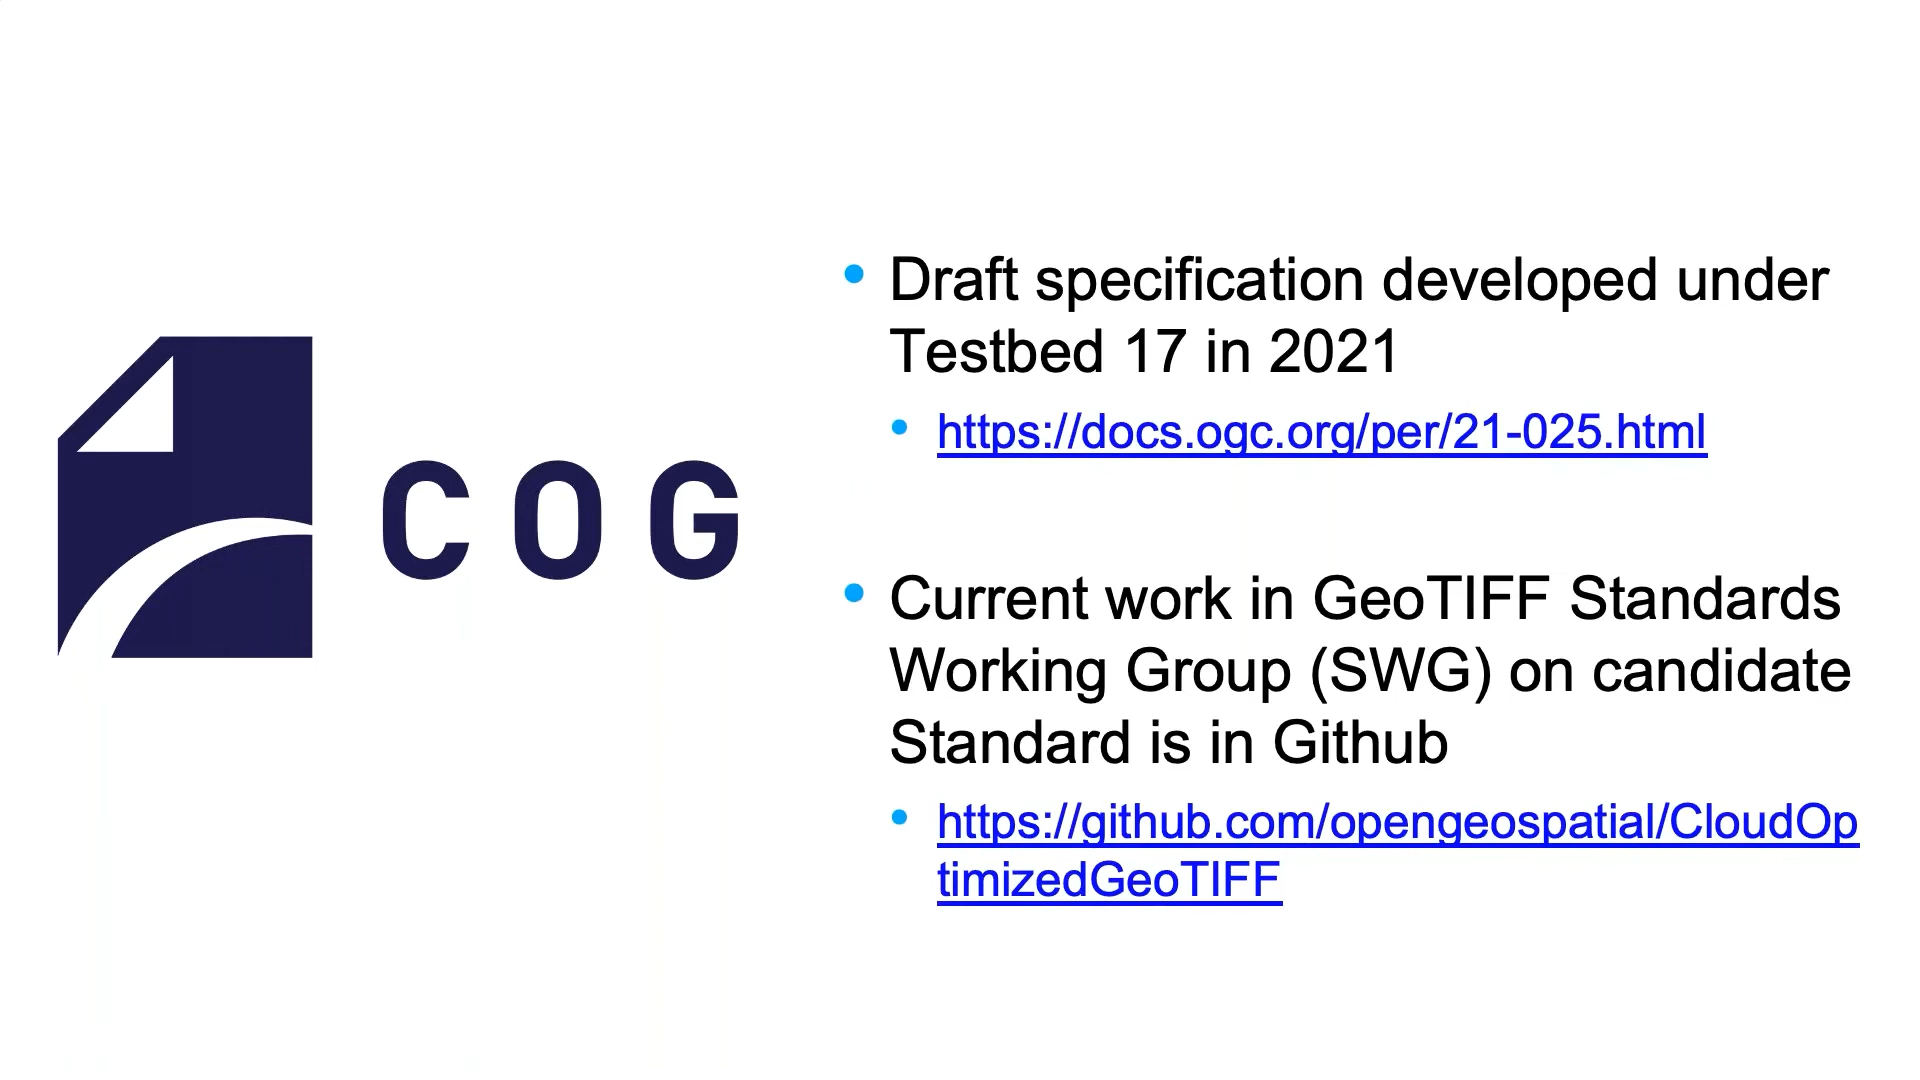 COG
• Draft specification developed under
Testbed 17 in 2021
• https://docs.ogc.org/per/21-025.html
• Current work in GeoTIFF Standards
Working Group (SWG) on candidate
Standard is in Github
• https://github.com/opengeospatial/CloudOp
timizedGeoTIFF